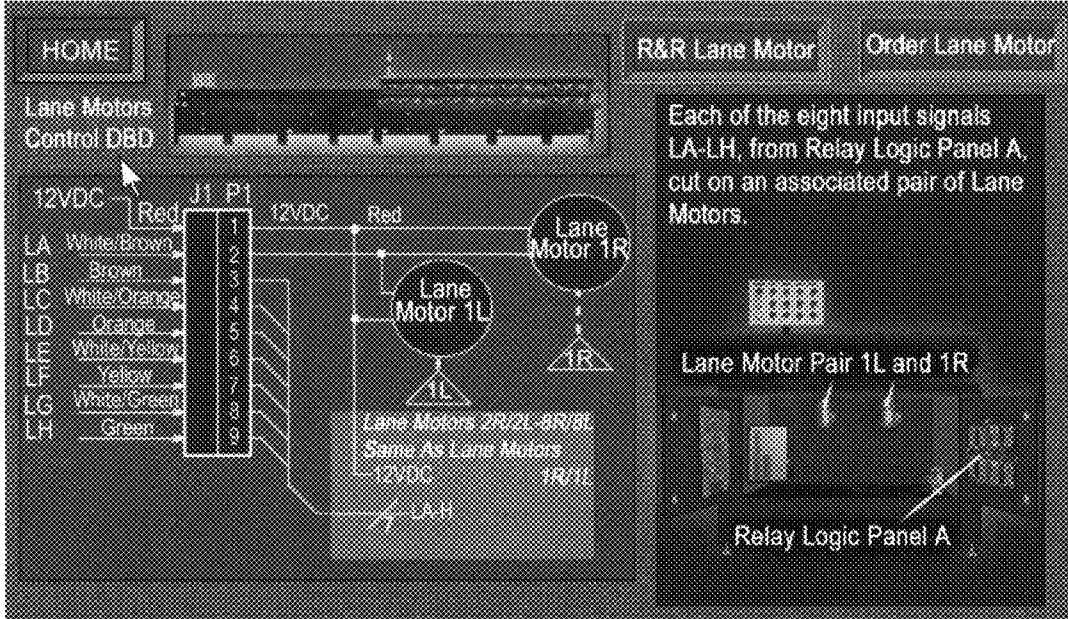 HOME
R&R Lane Motor
Order Lane Motor
Lane Motors
Control DBD
Each of the eight input signals
LA-LH, from Relay Logic Panel A,
cut on an associated pair of Lane
Motors.
12VDC
Red
J1 P1
12VDC
Red
1
2
3
4
5
6
7
8
9
LA White/Brown
LB Brown
LC White/Orange
LD Orange
LE White/Yellow
LF Yellow
LG White/Green
LH Green
Lane
Motor 1R
Lane
Motor 1L
1R
1L
Lane Motors 2R/2L-8R/8L
Same As Lane Motors
1R/1L
12VDC
LA-H
Lane Motor Pair 1L and 1R
Relay Logic Panel A